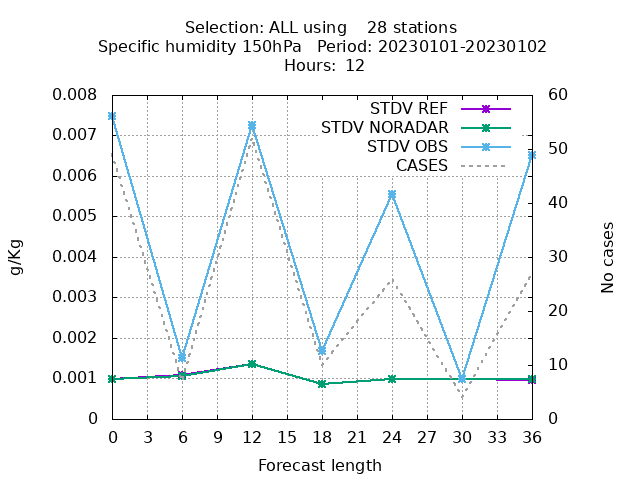 Selection: ALL using    28 stations
Specific humidity 150hPa   Period: 20230101-20230102
Hours: 12
STDV REF
STDV NORADAR
STDV OBS
CASES
0.008
0.007
0.006
0.005
0.004
0.003
0.002
0.001
0
g/Kg
60
50
40
30
20
10
0
No cases
0 3 6 9 12 15 18 21 24 27 30 33 36
Forecast length